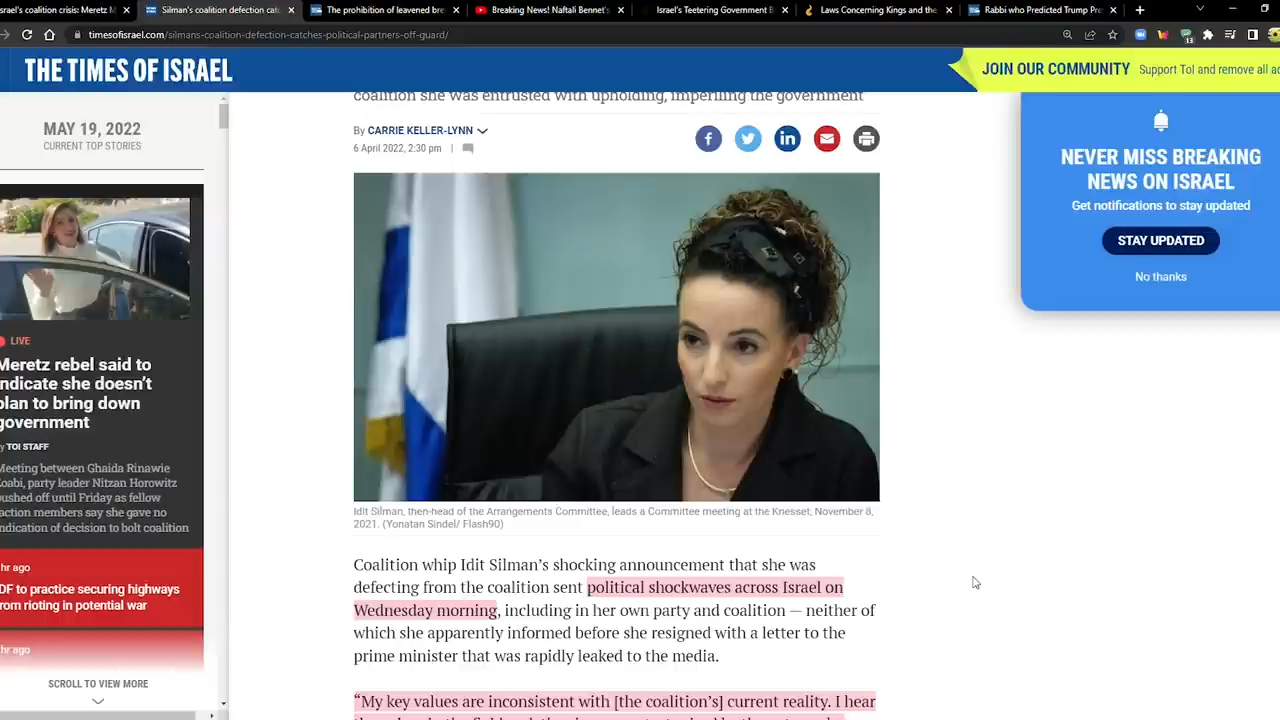 srael's coalition crisis: Meretz M
Silman's coalition defection cat
The prohibition of leavened bre
Breaking News! Naftali Bennet's
Israel's Teetering Government B
Laws Concerning Kings and the
Rabbi who Predicted Trump Pre
timesofisrael.com/silmans-coalition-defection-catches-political-partners-off-guard/
13
THE TIMES OF ISRAEL
JOIN OUR COMMUNITY
Support ToI and remove all ad
MAY 19, 2022
CURRENT TOP STORIES
LIVE
Meretz rebel said to
ndicate she doesn't
plan to bring down
government
y TOI STAFF
Meeting between Ghaida Rinawie
Zoabi, party leader Nitzan Horowitz
pushed off until Friday as fellow
action members say she gave no
ndication of decision to bolt coalition
hr ago
DF to practice securing highways
rom rioting in potential war
hr ago
SCROLL TO VIEW MORE
coalition she was entrusted with upholding, imperiling the government
By CARRIE KELLER-LYNN
6 April 2022, 2:30 pm
Idit Silman, then-head of the Arrangements Committee, leads a Committee meeting at the Knesset, November 8,
2021. (Yonatan Sindel/ Flash90)
Coalition whip Idit Silman's shocking announcement that she was
defecting from the coalition sent political shockwaves across Israel on
Wednesday morning, including in her own party and coalition — neither of
which she apparently informed before she resigned with a letter to the
prime minister that was rapidly leaked to the media.
“My key values are inconsistent with [the coalition's] current reality. I hear
NEVER MISS BREAKING
NEWS ON ISRAEL
Get notifications to stay updated
STAY UPDATED
No thanks